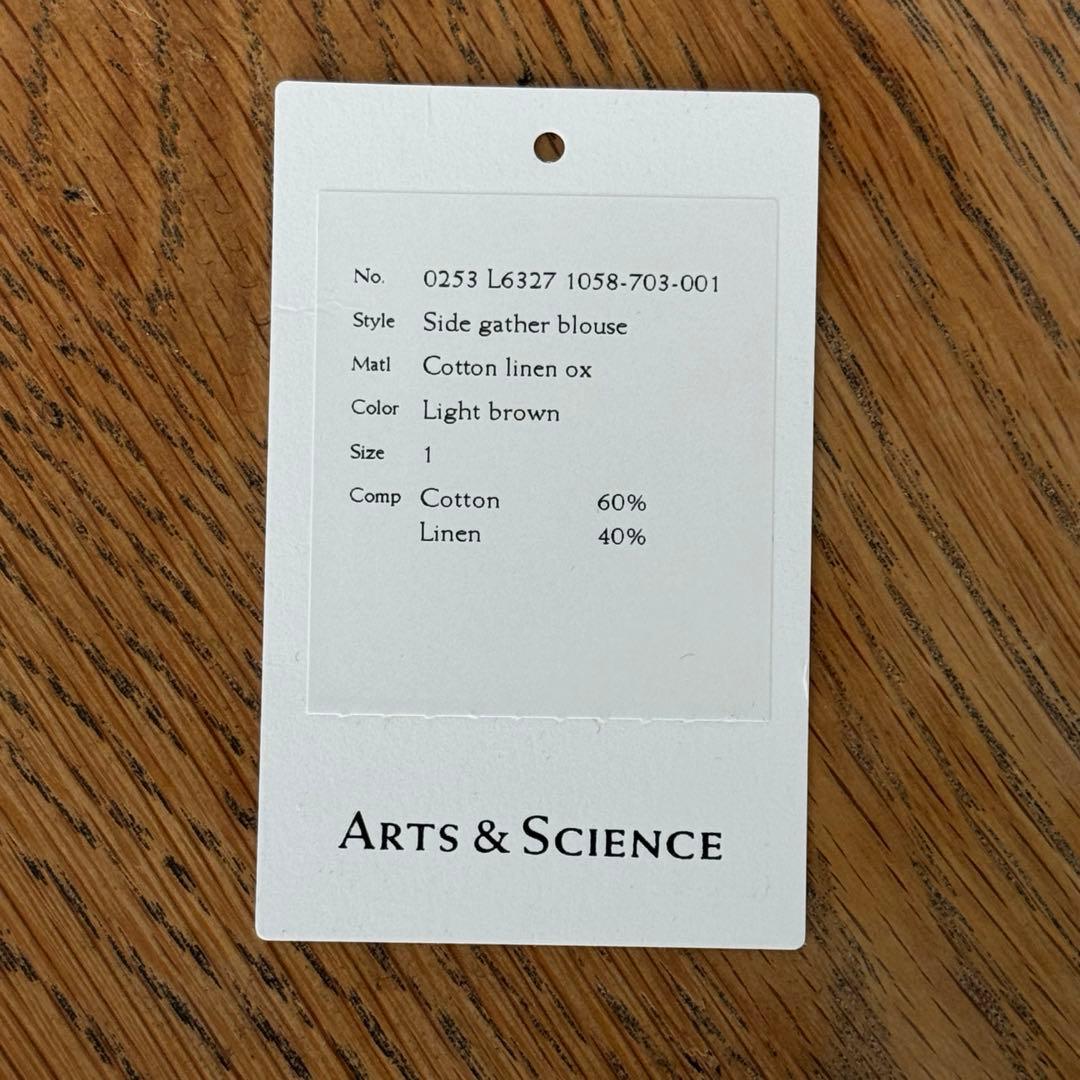 No. 0253 L6327 1058-703-001
Style Side gather blouse
Matl Cotton linen ox
Color Light brown
Size 1
Comp Cotton 60%
Linen 40%
ARTS & SCIENCE